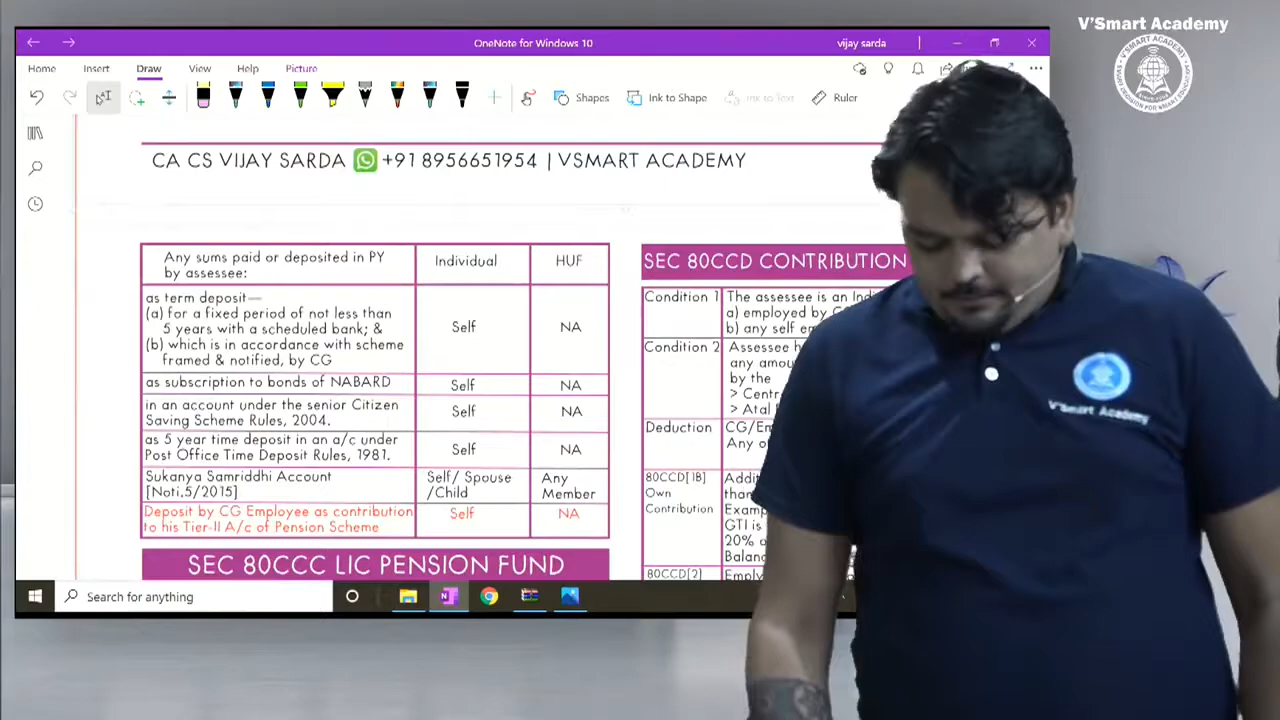 V'Smart Academy
OneNote for Windows 10
vijay sarda
Home Insert Draw View Help Picture
Shapes Ink to Shape Ink to Text Ruler
CA CS VIJAY SARDA +91 8956651954 | VSMART ACADEMY
Any sums paid or deposited in PY by assessee: Individual HUF
as term deposit—
(a) for a fixed period of not less than
5 years with a scheduled bank; &
(b) which is in accordance with scheme
framed & notified, by CG
Self NA
as subscription to bonds of NABARD Self NA
in an account under the senior Citizen
Saving Scheme Rules, 2004.
Self NA
as 5 year time deposit in an a/c under
Post Office Time Deposit Rules, 1981.
Self NA
Sukanya Samriddhi Account
[Noti.5/2015]
Self/ Spouse
/Child
Any
Member
Deposit by CG Employee as contribution
to his Tier-II A/c of Pension Scheme
Self NA
SEC 80CCC LIC PENSION FUND
SEC 80CCD CONTRIBUTION
Condition 1 The assessee is an
a) employed by
b) any self
Condition 2 Assessee
any amou
by the
> Centr
> Atal
Deduction
Any
80CCD[1B]
Own
Contribution
than
GTI is
20%
80CCD[2]
Search for anything
V'Smart Academy